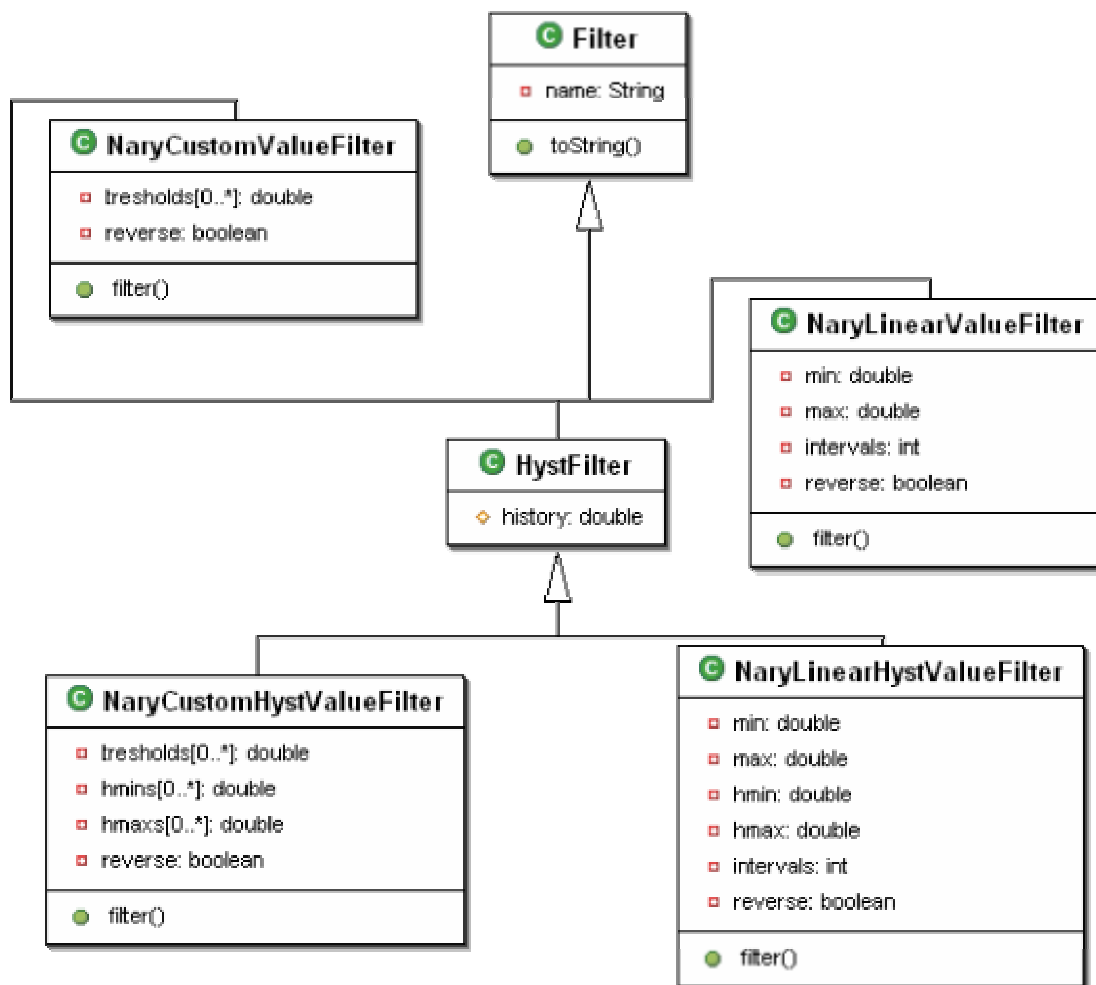 C Filter
name: String
toString()
C NaryCustomValueFilter
tresholds[0..*]: double
reverse: boolean
filter()
C NaryLinearValueFilter
min: double
max: double
intervals: int
reverse: boolean
filter()
C HystFilter
history: double
C NaryCustomHystValueFilter
tresholds[0..*]: double
hmins[0..*]: double
hmaxs[0..*]: double
reverse: boolean
filter()
C NaryLinearHystValueFilter
min: double
max: double
hmin: double
hmax: double
intervals: int
reverse: boolean
filter()